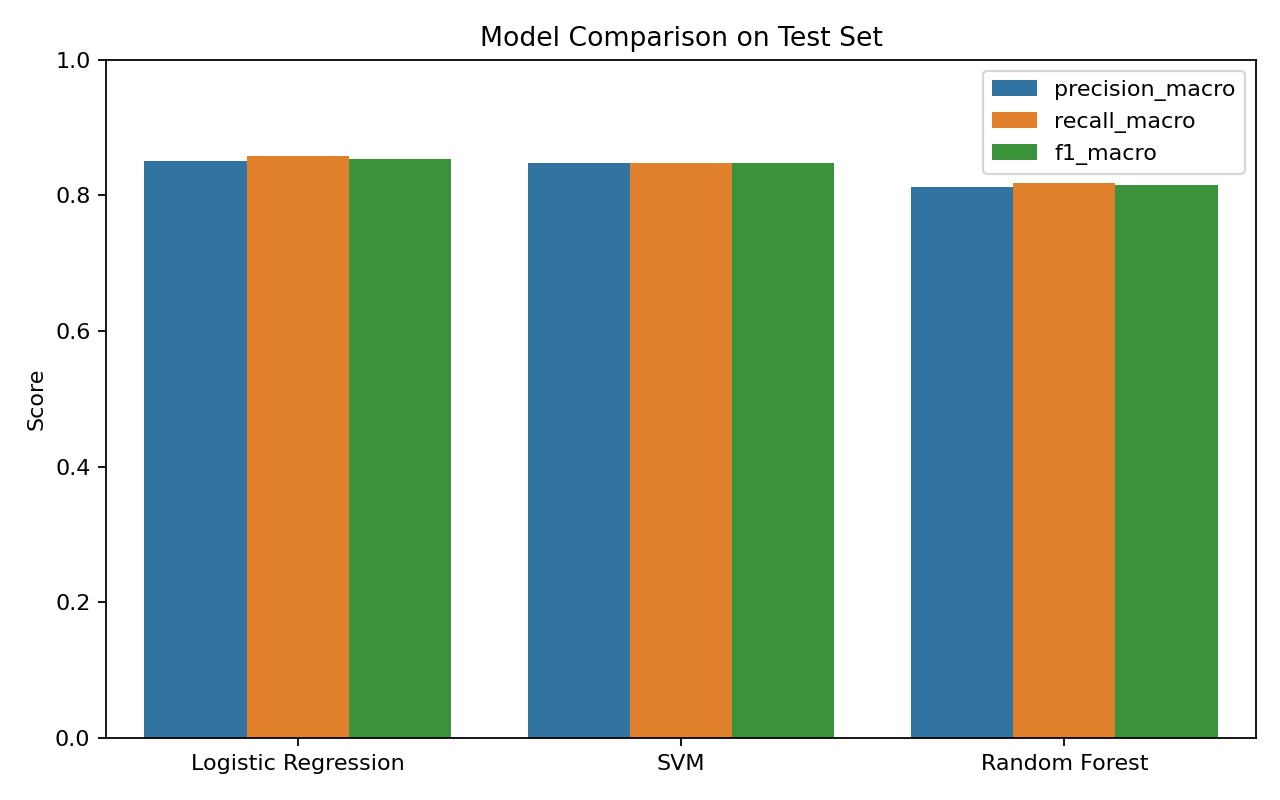 Model Comparison on Test Set
1.0
0.8
0.6
0.4
0.2
0.0
Score
precision_macro
recall_macro
f1_macro
Logistic Regression
SVM
Random Forest